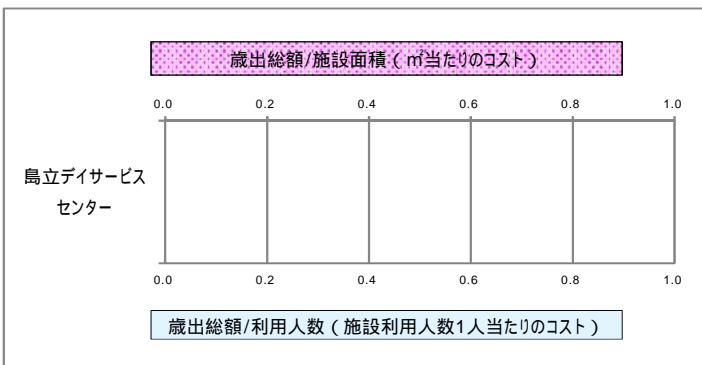 歳出総額/施設面積(㎡当たりのコスト)
0.0 0.2 0.4 0.6 0.8 1.0
島立デイサービス
センター
0.0 0.2 0.4 0.6 0.8 1.0
歳出総額/利用人数(施設利用人数1人当たりのコスト)